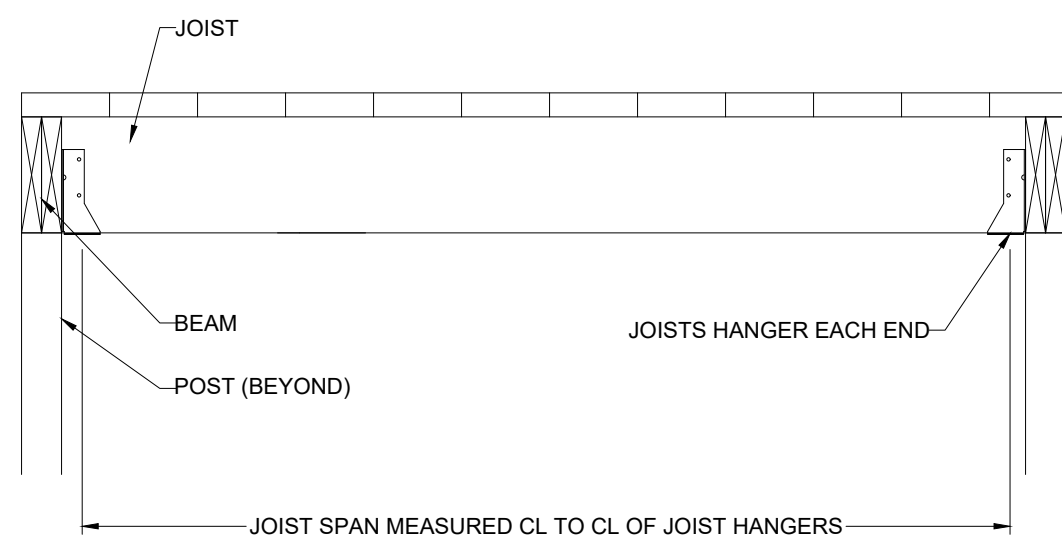 JOIST
BEAM
JOISTS HANGER EACH END
POST (BEYOND)
JOIST SPAN MEASURED CL TO CL OF JOIST HANGERS